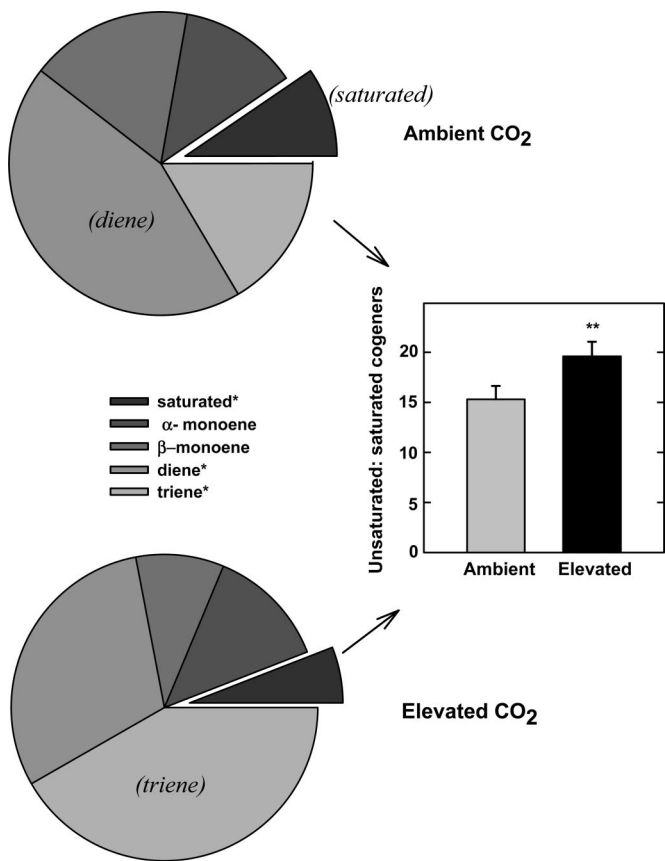 (saturated)
Ambient CO2
(diene)
Unsaturated: saturated cogeners
20
15
10
5
0
**
Ambient Elevated
saturated*
α- monoene
β–monoene
diene*
triene*
Elevated CO2
(triene)